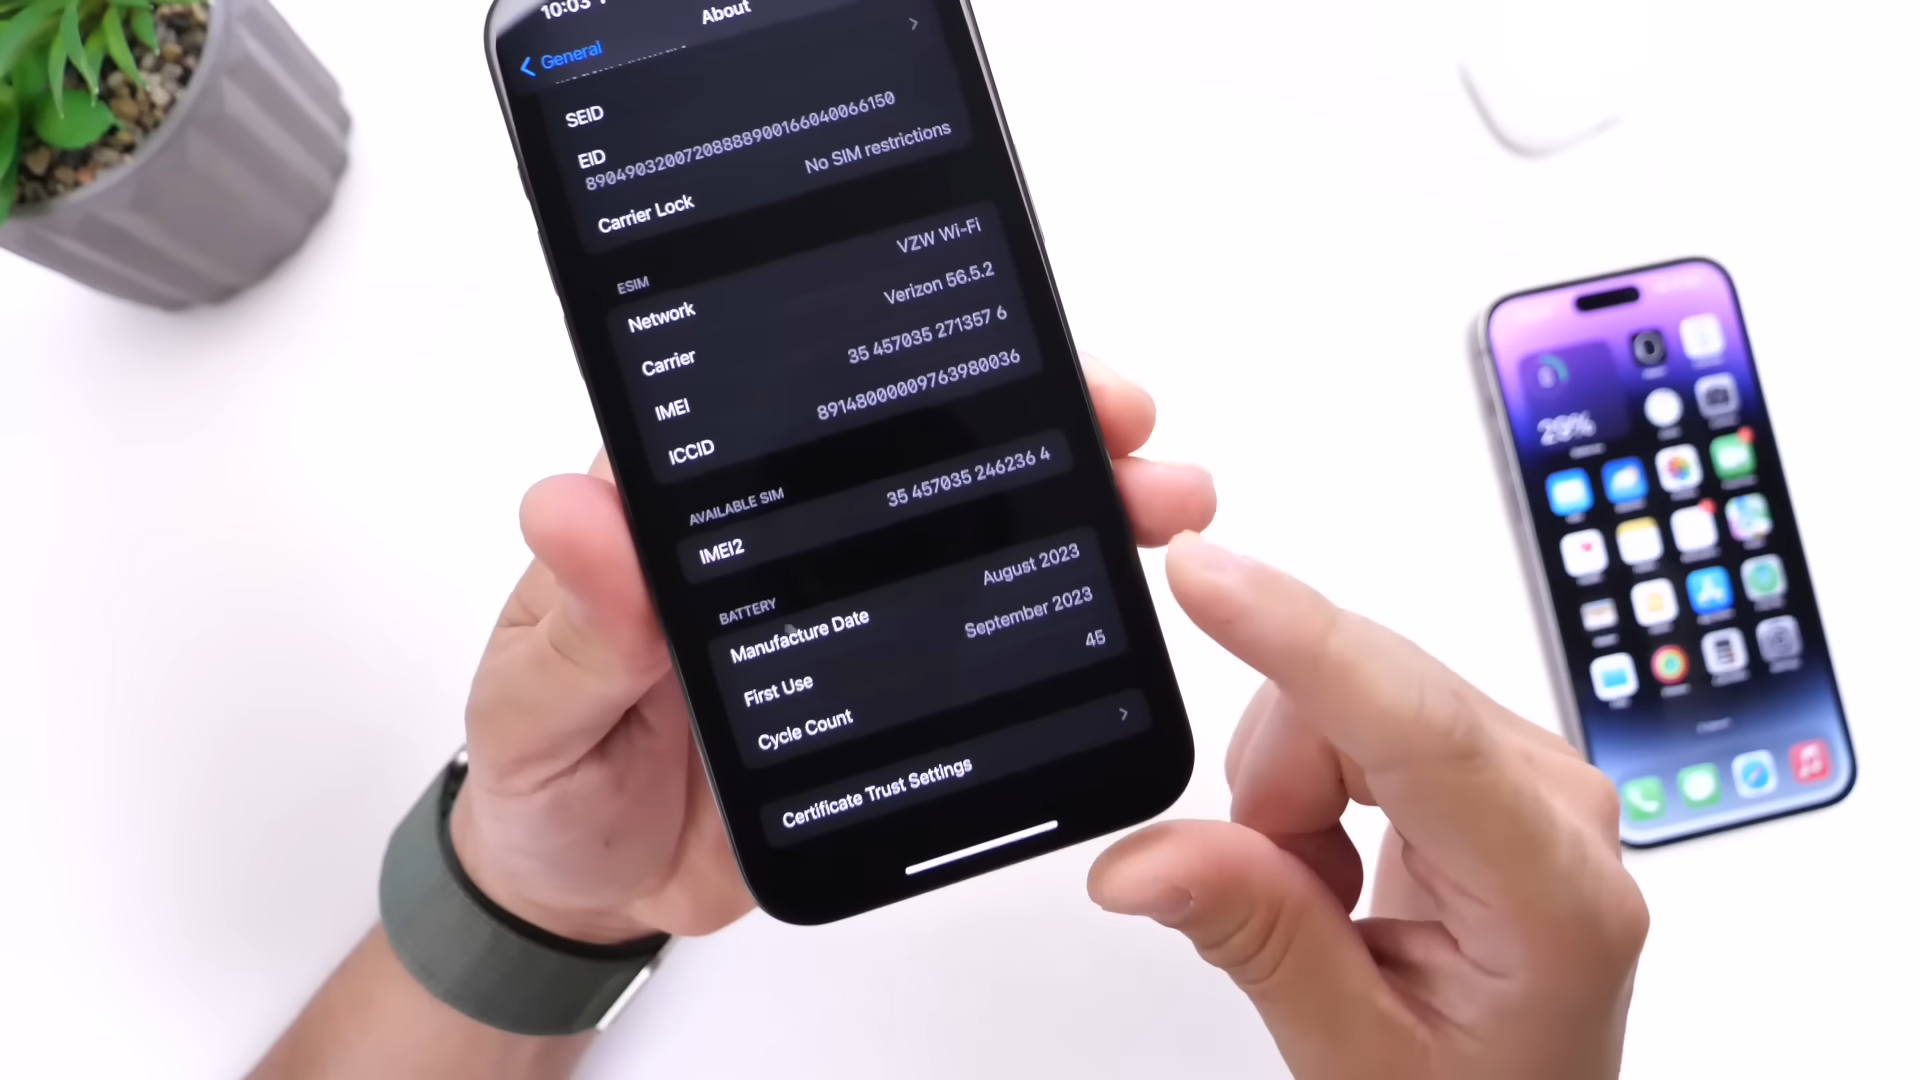 10:03
About
General
SEID
EID
89049032007208888900166040066150
Carrier Lock No SIM restrictions
ESIM
Network VZW Wi-Fi
Carrier Verizon 56.5.2
IMEI 35 457035 271357 6
ICCID 89148000009763980036
AVAILABLE SIM
IMEI2 35 457035 246236 4
BATTERY
Manufacture Date August 2023
First Use September 2023
Cycle Count 45
Certificate Trust Settings
29%